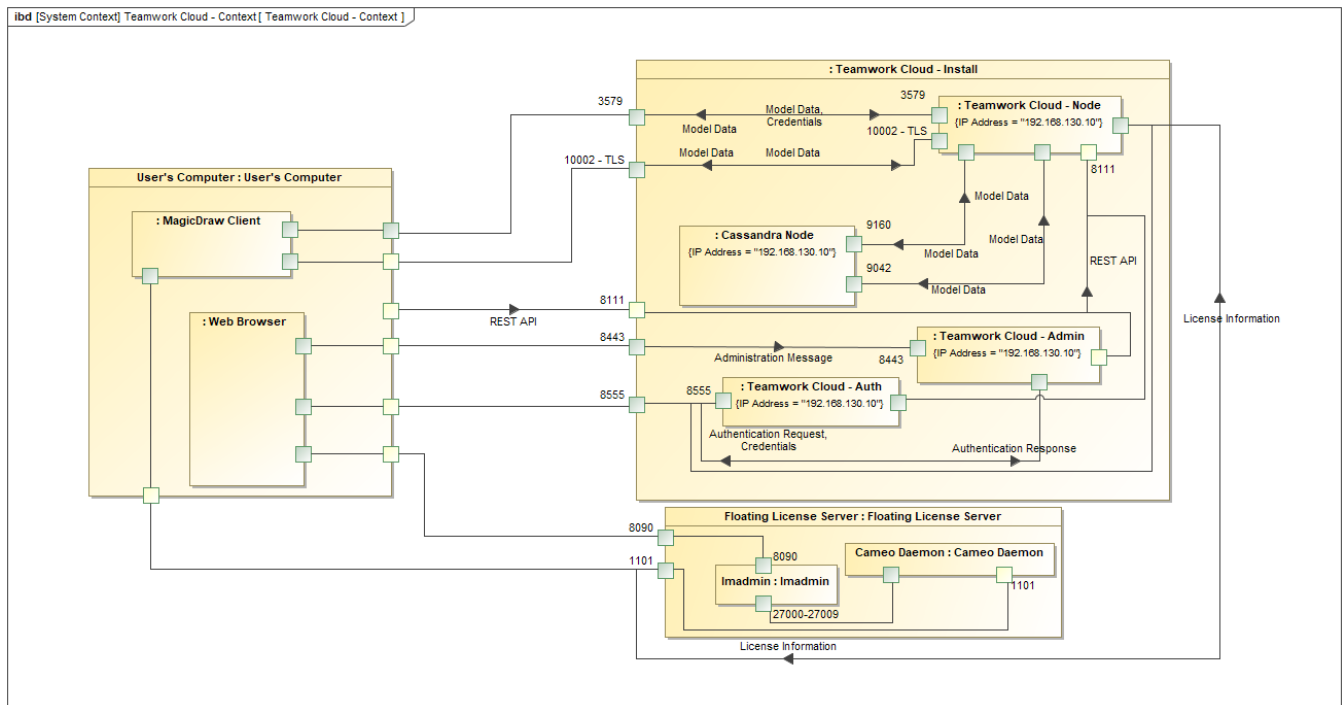 ibd [System Context] Teamwork Cloud - Context [ Teamwork Cloud - Context ]
: Teamwork Cloud - Install
3579
Model Data
Model Data,
Credentials
3579
: Teamwork Cloud - Node
{IP Address = "192.168.130.10"}
10002 - TLS
10002 - TLS
Model Data
Model Data
8111
User's Computer : User's Computer
: MagicDraw Client
Model Data
: Cassandra Node
{IP Address = "192.168.130.10"}
9160
Model Data
Model Data
9042
Model Data
REST API
: Web Browser
8111
REST API
License Information
8443
Administration Message
8443
: Teamwork Cloud - Admin
{IP Address = "192.168.130.10"}
8555
8555
: Teamwork Cloud - Auth
{IP Address = "192.168.130.10"}
Authentication Request,
Credentials
Authentication Response
Floating License Server : Floating License Server
8090
8090
1101
lmadmin : lmadmin
Cameo Daemon : Cameo Daemon
1101
27000-27009
License Information